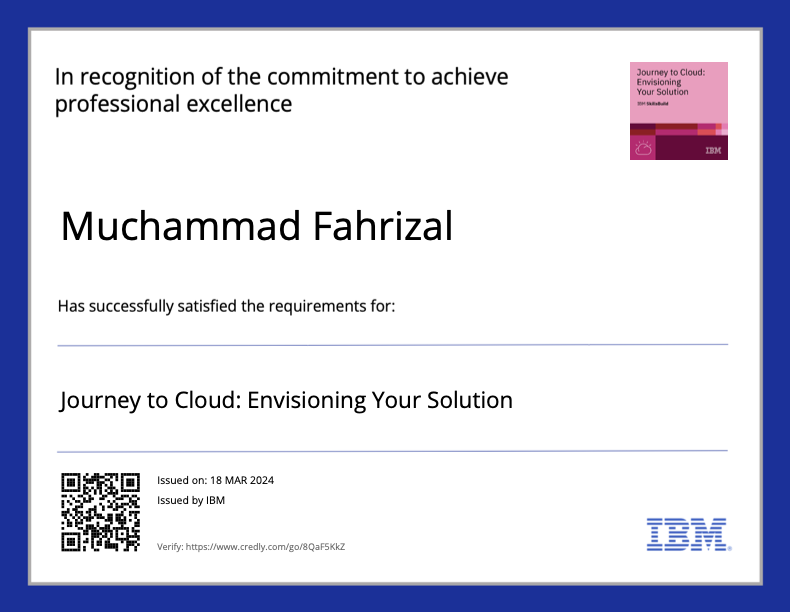 In recognition of the commitment to achieve
professional excellence
Journey to Cloud:
Envisioning
Your Solution
IBM SkillsBuild
IBM
Muchammad Fahrizal
Has successfully satisfied the requirements for:
Journey to Cloud: Envisioning Your Solution
Issued on: 18 MAR 2024
Issued by IBM
Verify: https://www.credly.com/go/8QaF5KkZ
IBM®